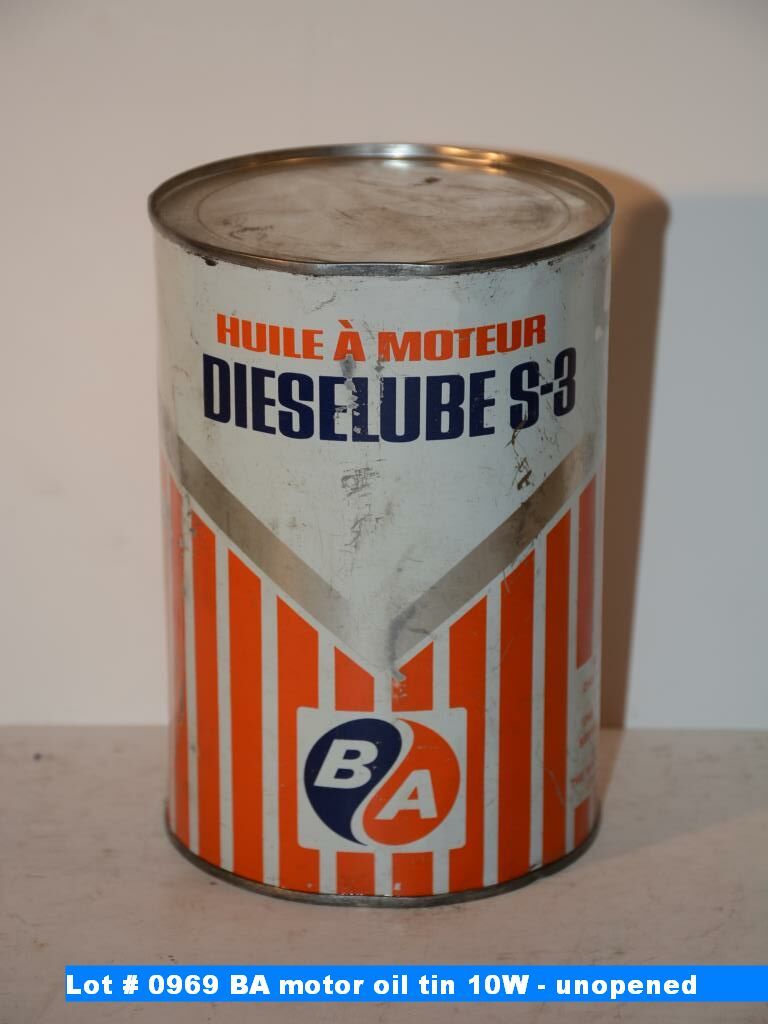 HUILE À MOTEUR
DIESELUBE S-3
BA
Lot # 0969 BA motor oil tin 10W - unopened